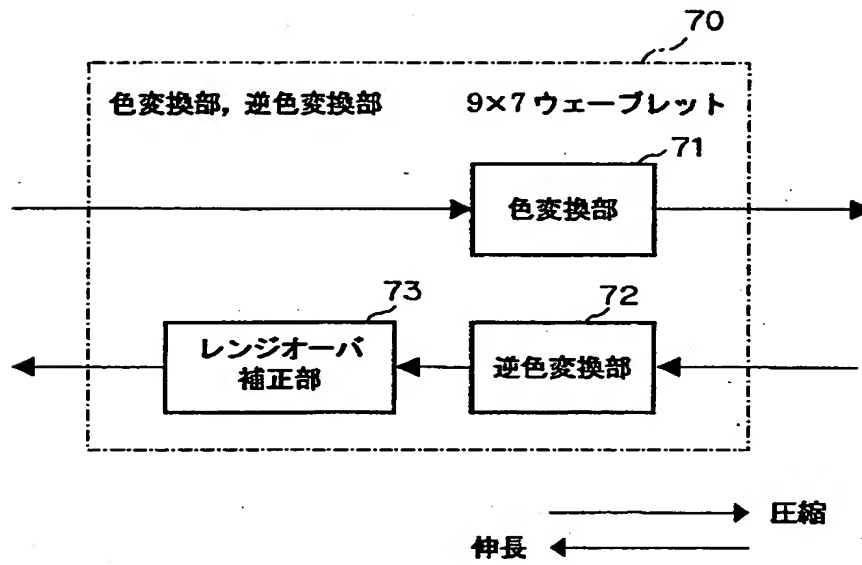 70
色変換部, 逆色変換部
9×7ウェーブレット
71
色変換部
73
レンジオーバ
補正部
72
逆色変換部
圧縮
伸長